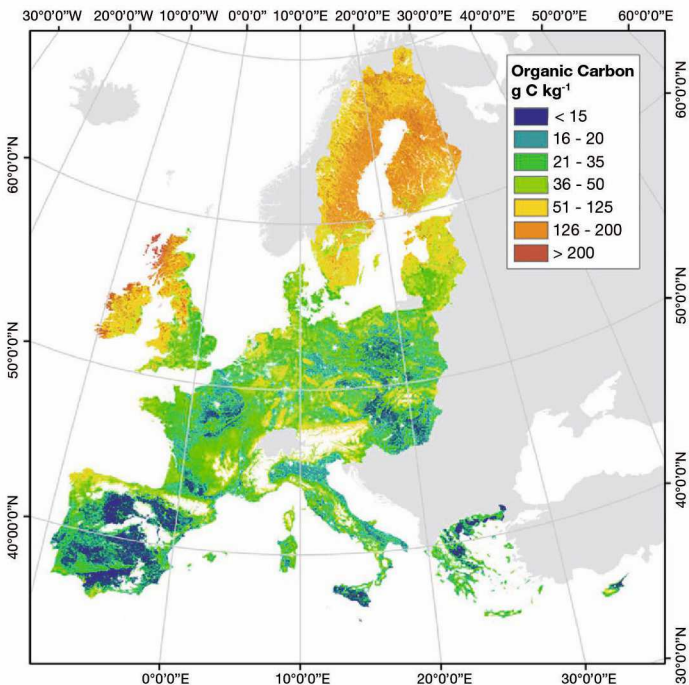 30°0'0"W 20°0'0"W 10°0'0"W 0°0'0"E 10°0'0"E 20°0'0"E 30°0'0"E 40°0'0"E 50°0'0"E 60°0'0"E
Organic Carbon
g C kg⁻¹
< 15
16 - 20
21 - 35
36 - 50
51 - 125
126 - 200
> 200
60°0'0"N
50°0'0"N
40°0'0"N
60°0'0"N
50°0'0"N
40°0'0"N
30°0'0"N
0°0'0"E 10°0'0"E 20°0'0"E 30°0'0"E